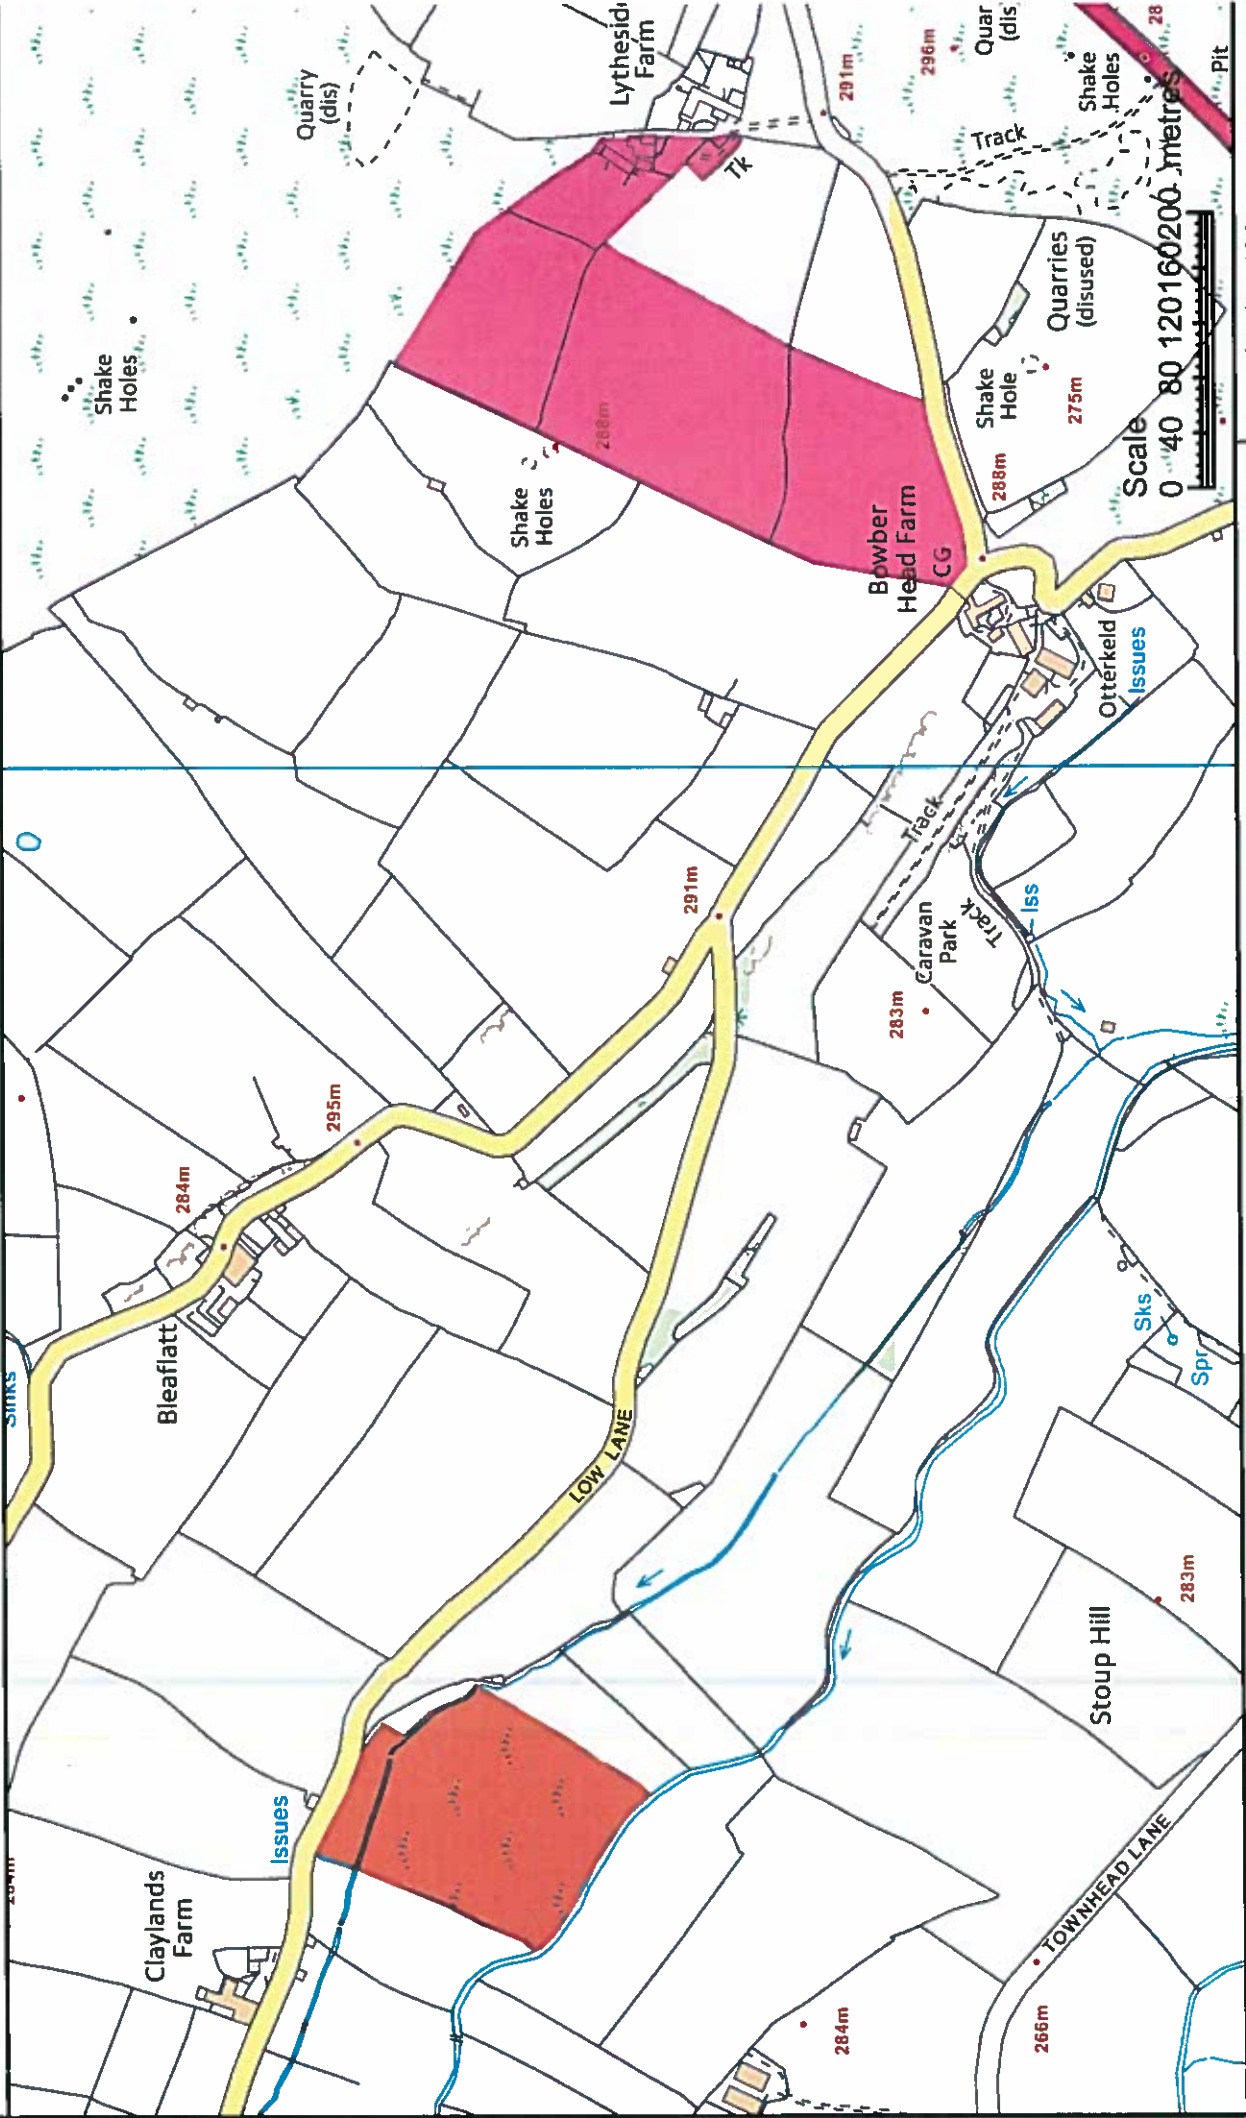 Quarry
(dis)
Lytheside
Farm
291m
296m
Quar
(dis
28
Shake
Holes
Pit
Track
Tk
Shake
Holes
Quarries
(disused)
Shake
Hole
275m
288m
Scale
0 40 80 120 160 200 metres
288m
Shake
Holes
Bowber
Head Farm
CG
Otterkeld
Issues
Track
291m
Caravan
Park
Track
Iss
283m
295m
284m
Bleaflatt
Sinks
LOW LANE
Sks
Spr
283m
Stoup Hill
Issues
Claylands
Farm
TOWNHEAD LANE
266m
284m